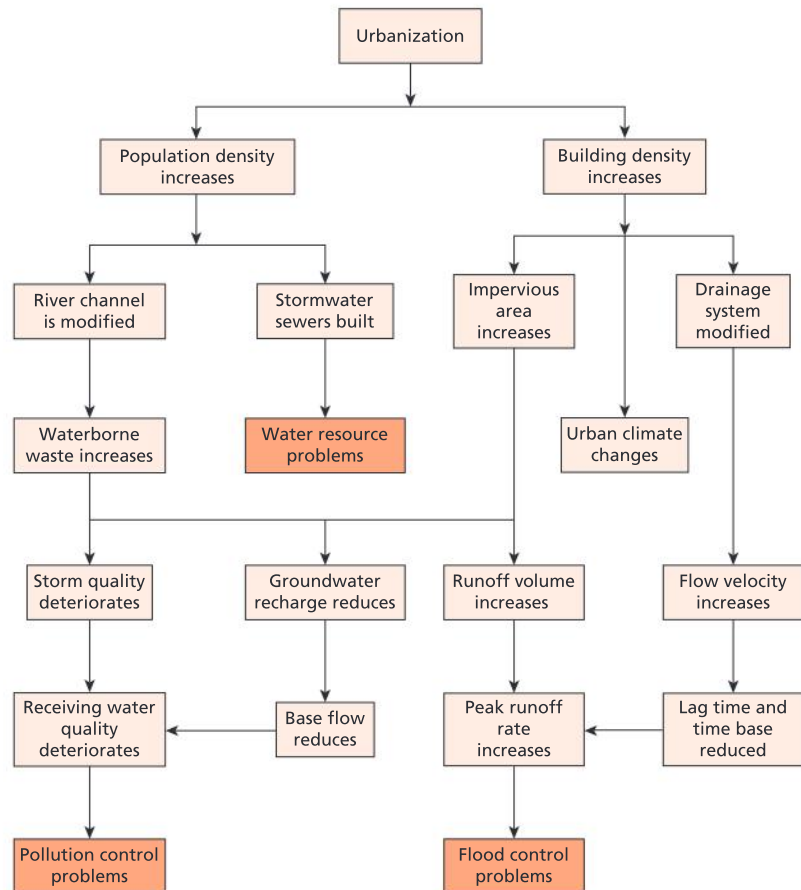 Urbanization
Population density
increases
Building density
increases
River channel
is modified
Stormwater
sewers built
Impervious
area
increases
Drainage
system
modified
Waterborne
waste increases
Water resource
problems
Urban climate
changes
Storm quality
deteriorates
Groundwater
recharge reduces
Runoff volume
increases
Flow velocity
increases
Receiving water
quality
deteriorates
Base flow
reduces
Peak runoff
rate
increases
Lag time and
time base
reduced
Pollution control
problems
Flood control
problems